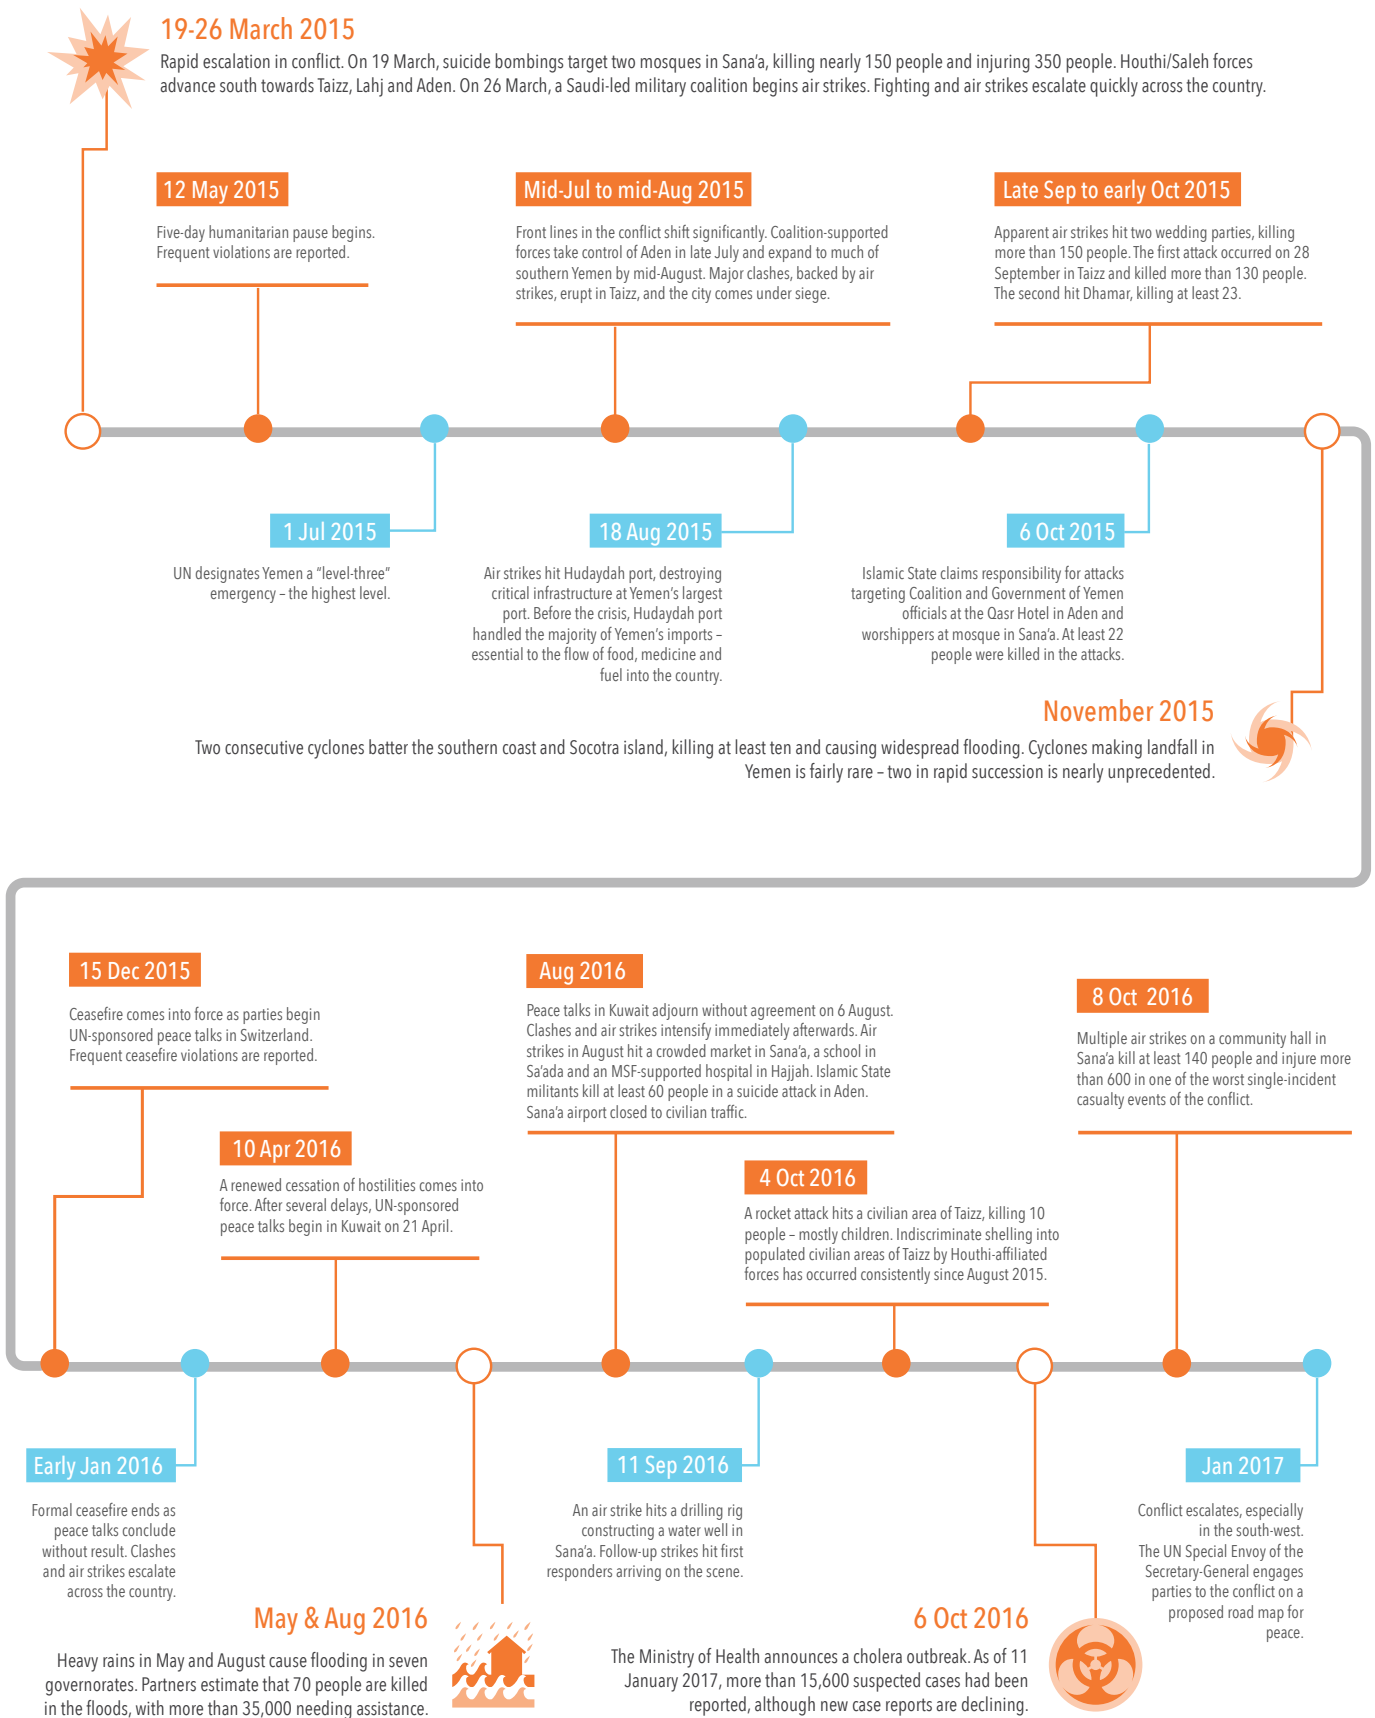 19-26 March 2015
Rapid escalation in conflict. On 19 March, suicide bombings target two mosques in Sana’a, killing nearly 150 people and injuring 350 people. Houthi/Saleh forces
advance south towards Taizz, Lahj and Aden. On 26 March, a Saudi-led military coalition begins air strikes. Fighting and air strikes escalate quickly across the country.
12 May 2015
Five-day humanitarian pause begins.
Frequent violations are reported.
Mid-Jul to mid-Aug 2015
Front lines in the conflict shift significantly. Coalition-supported
forces take control of Aden in late July and expand to much of
southern Yemen by mid-August. Major clashes, backed by air
strikes, erupt in Taizz, and the city comes under siege.
Late Sep to early Oct 2015
Apparent air strikes hit two wedding parties, killing
more than 150 people. The first attack occurred on 28
September in Taizz and killed more than 130 people.
The second hit Dhamar, killing at least 23.
1 Jul 2015
UN designates Yemen a “level-three”
emergency – the highest level.
18 Aug 2015
Air strikes hit Hudaydah port, destroying
critical infrastructure at Yemen’s largest
port. Before the crisis, Hudaydah port
handled the majority of Yemen’s imports –
essential to the flow of food, medicine and
fuel into the country.
6 Oct 2015
Islamic State claims responsibility for attacks
targeting Coalition and Government of Yemen
officials at the Qasr Hotel in Aden and
worshippers at mosque in Sana’a. At least 22
people were killed in the attacks.
November 2015
Two consecutive cyclones batter the southern coast and Socotra island, killing at least ten and causing widespread flooding. Cyclones making landfall in
Yemen is fairly rare – two in rapid succession is nearly unprecedented.
15 Dec 2015
Ceasefire comes into force as parties begin
UN-sponsored peace talks in Switzerland.
Frequent ceasefire violations are reported.
10 Apr 2016
A renewed cessation of hostilities comes into
force. After several delays, UN-sponsored
peace talks begin in Kuwait on 21 April.
Aug 2016
Peace talks in Kuwait adjourn without agreement on 6 August.
Clashes and air strikes intensify immediately afterwards. Air
strikes in August hit a crowded market in Sana’a, a school in
Sa’ada and an MSF-supported hospital in Hajjah. Islamic State
militants kill at least 60 people in a suicide attack in Aden.
Sana’a airport closed to civilian traffic.
4 Oct 2016
A rocket attack hits a civilian area of Taizz, killing 10
people – mostly children. Indiscriminate shelling into
populated civilian areas of Taizz by Houthi-affiliated
forces has occurred consistently since August 2015.
8 Oct 2016
Multiple air strikes on a community hall in
Sana’a kill at least 140 people and injure more
than 600 in one of the worst single-incident
casualty events of the conflict.
Early Jan 2016
Formal ceasefire ends as
peace talks conclude
without result. Clashes
and air strikes escalate
across the country.
May & Aug 2016
Heavy rains in May and August cause flooding in seven
governorates. Partners estimate that 70 people are killed
in the floods, with more than 35,000 needing assistance.
11 Sep 2016
An air strike hits a drilling rig
constructing a water well in
Sana’a. Follow-up strikes hit first
responders arriving on the scene.
6 Oct 2016
The Ministry of Health announces a cholera outbreak. As of 11
January 2017, more than 15,600 suspected cases had been
reported, although new case reports are declining.
Jan 2017
Conflict escalates, especially
in the south-west.
The UN Special Envoy of the
Secretary-General engages
parties to the conflict on a
proposed road map for
peace.